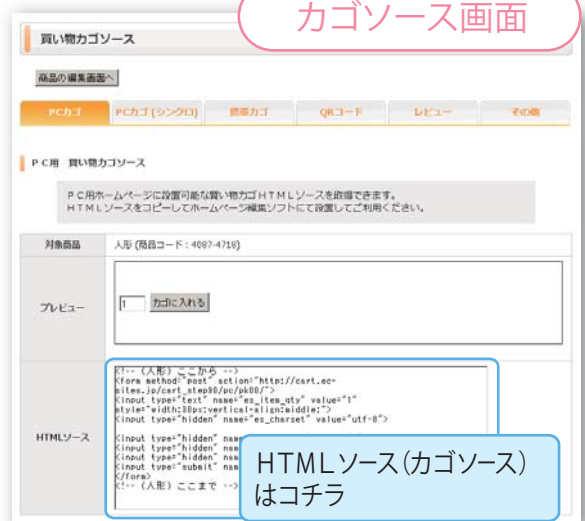 カゴソース画面
買い物カゴソース
商品の編集画面へ
PCカゴ PCカゴ(シンクロ) 携帯カゴ QRコード レビュー その他
PC用 買い物カゴソース
PC用ホームページに設置可能な買い物カゴHTMLソースを取得できます。
HTMLソースをコピーしてホームページ編集ソフトにて設置してご利用ください。
対象商品 人形 (商品コード : 4087-4718)
プレビュー 1 カゴに入れる
HTMLソース
<!-- (人形) ここから -->
<form method="post" action="http://cart.ec-
sites.jp/cart_step00/pc/pk00/">
<input type="text" name="es_item_qty" value="1"
style="width:30px;vertical-align:middle;">
<input type="hidden" name="es_charset" value="utf-8">
<input type="hidden" nam
<input type="hidden" nam
<input type="hidden" nam
<input type="submit" nam
</form>
<!-- (人形) ここまで -->
HTMLソース(カゴソース)
はコチラ